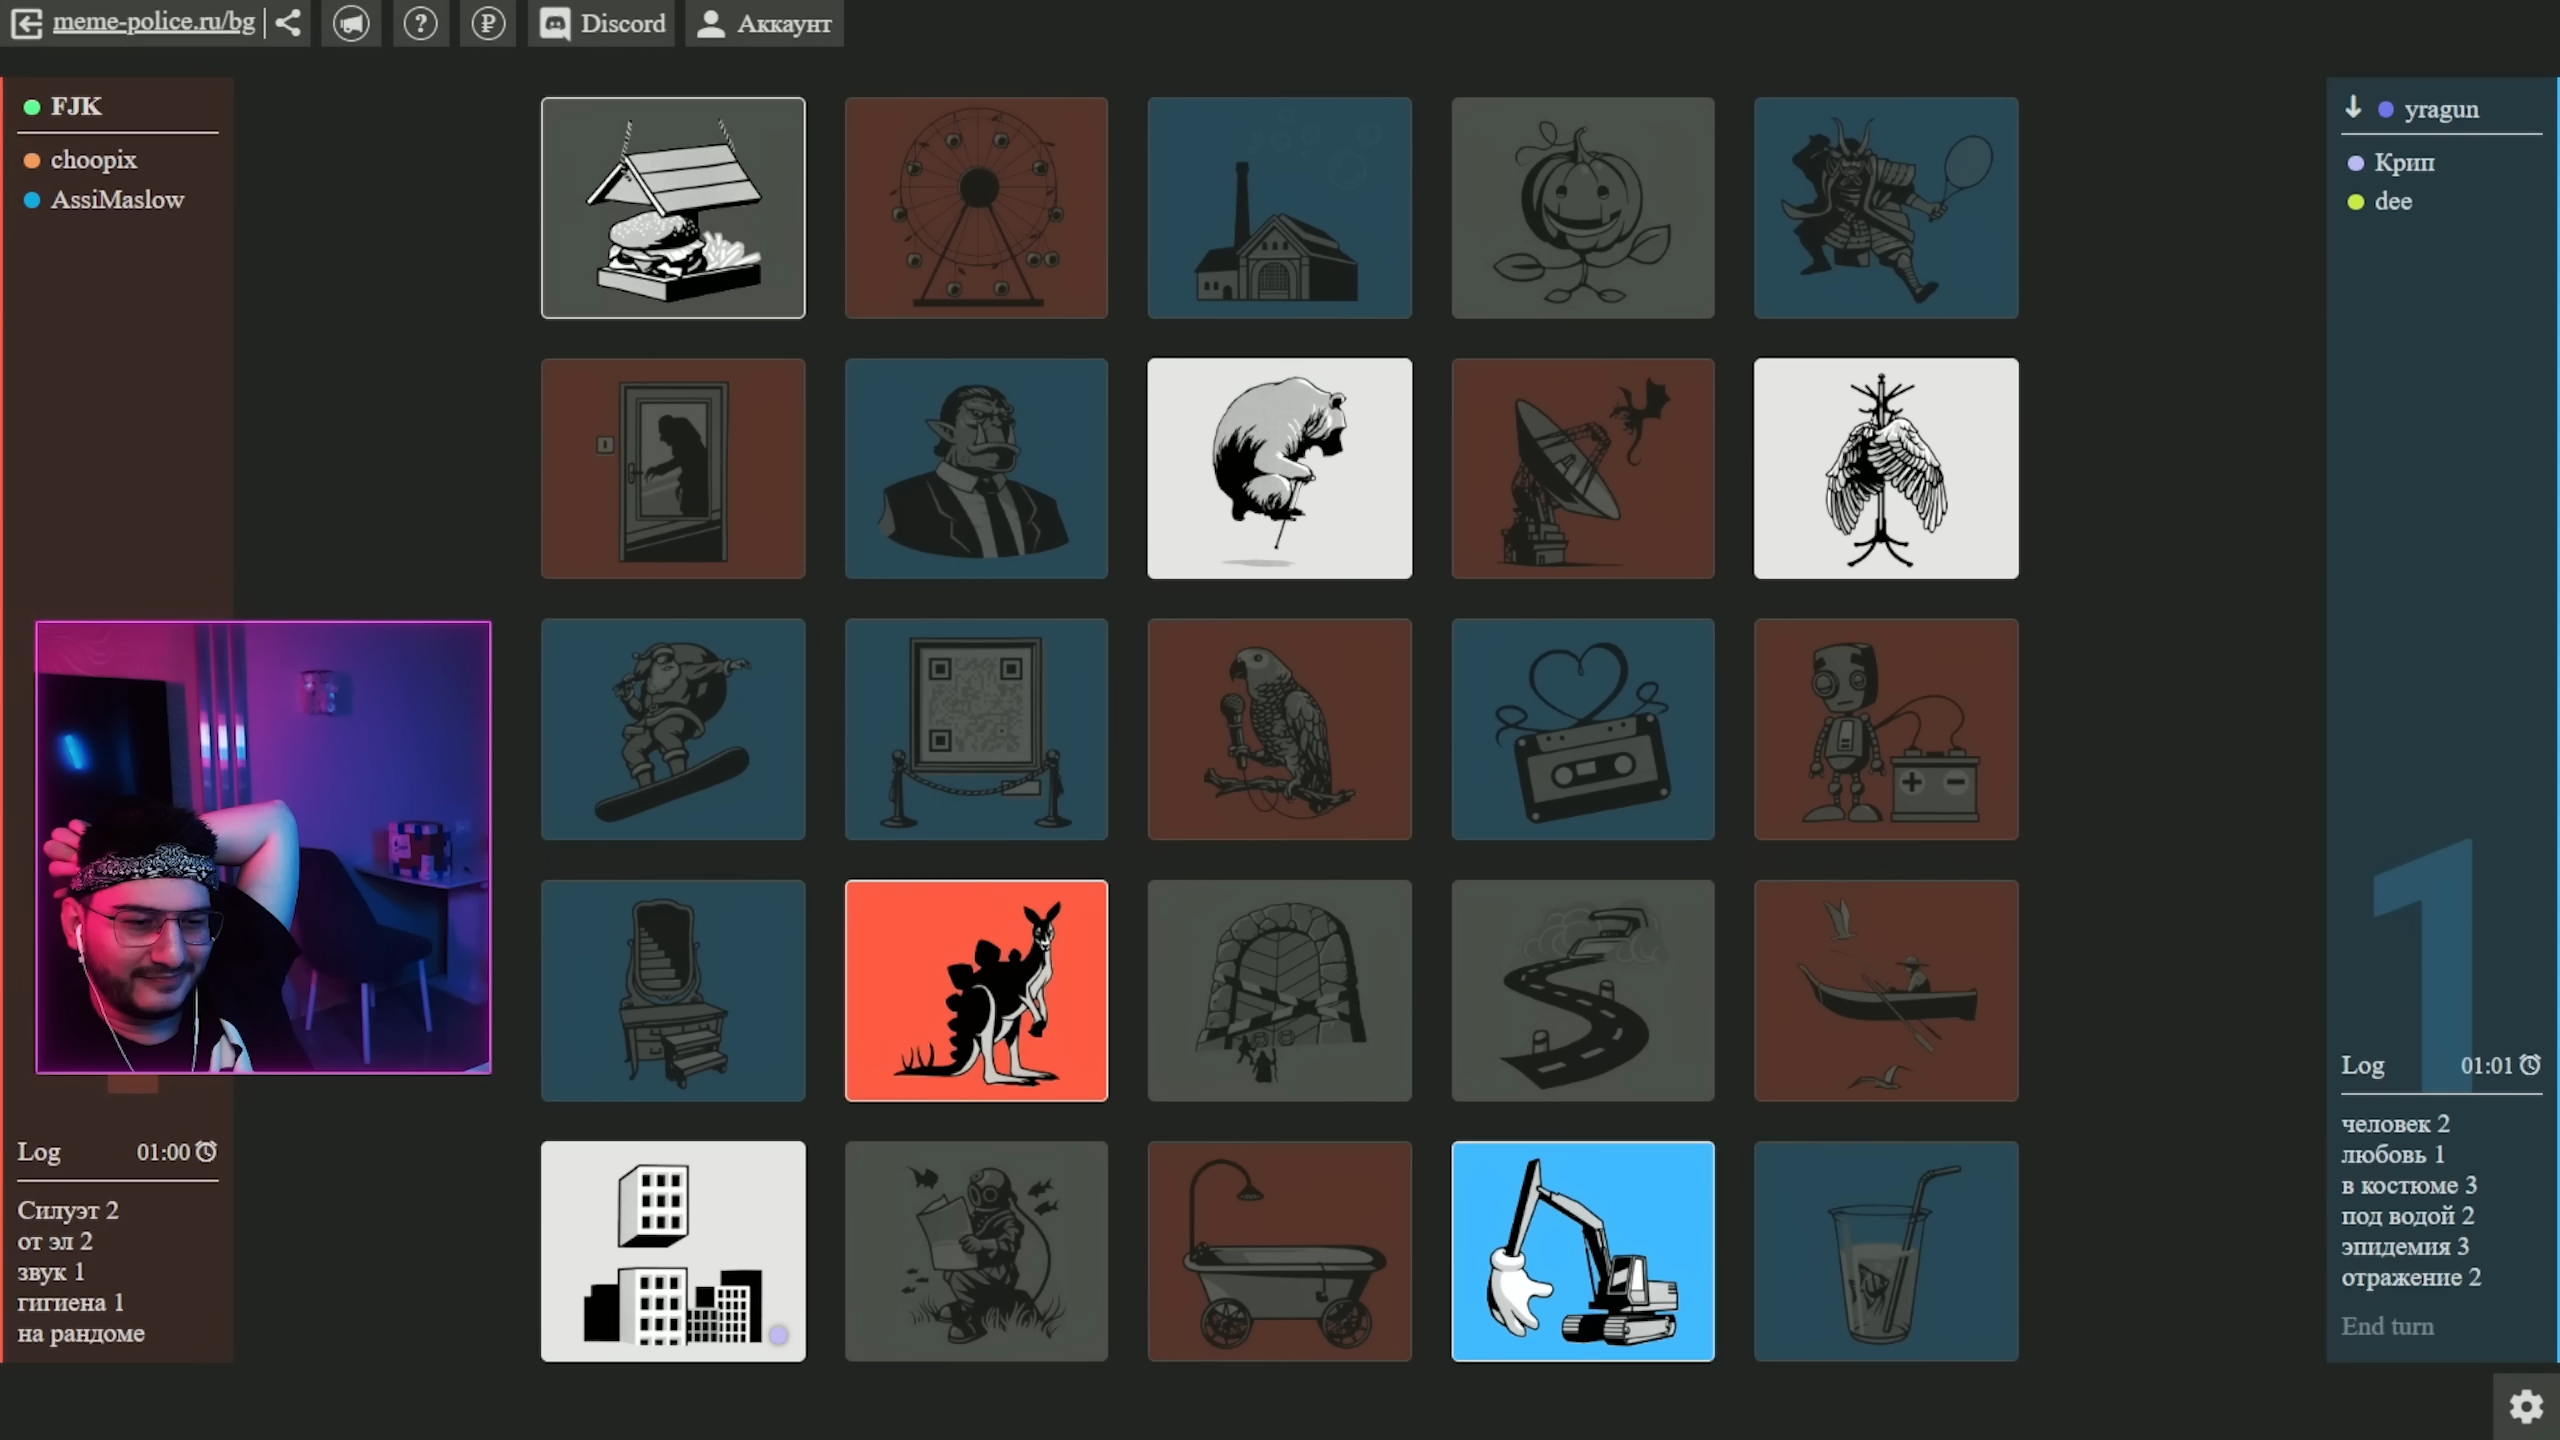 meme-police.ru/bg
Discord
Аккаунт
FJK
choopix
AssiMaslow
yragun
Крип
dee
1
Log 01:00
Силуэт 2
от эл 2
звук 1
гигиена 1
на рандоме
Log 01:01
человек 2
любовь 1
в костюме 3
под водой 2
эпидемия 3
отражение 2
End turn